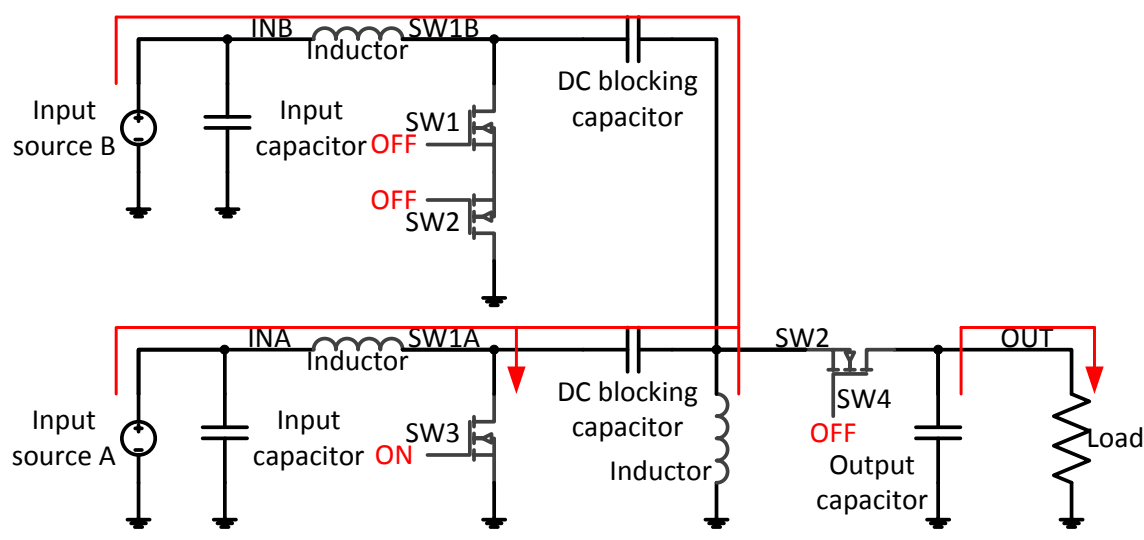 INB
SW1B
Inductor
DC blocking
capacitor
Input
source B
Input
capacitor
SW1
OFF
OFF
SW2
INA
SW1A
Inductor
SW2
OUT
DC blocking
capacitor
SW4
OFF
Input
source A
Input
capacitor
SW3
ON
Inductor
Output
capacitor
Load